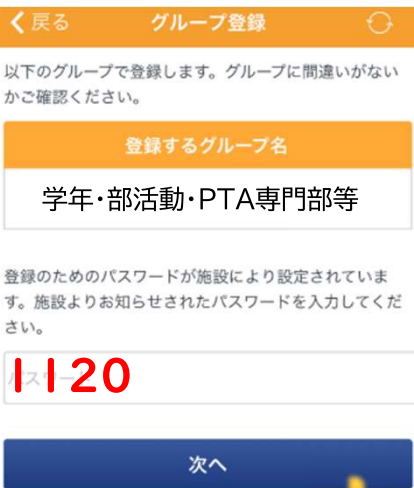 戻る グループ登録
以下のグループで登録します。グループに間違いがない
かご確認ください。
登録するグループ名
学年・部活動・PTA専門部等
登録のためのパスワードが施設により設定されていま
す。施設よりお知らせされたパスワードを入力してくだ
さい。
1120
次へ